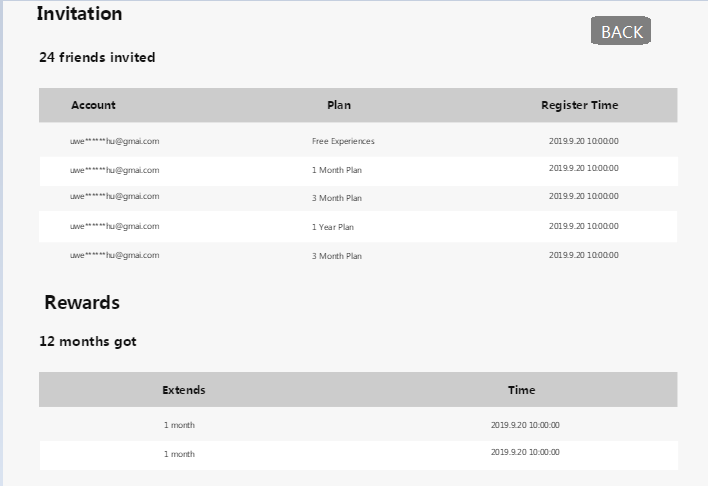 Invitation
BACK
24 friends invited
Account Plan Register Time
uwe******hu@gmai.com Free Experiences 2019.9.20 10:00:00
uwe******hu@gmai.com 1 Month Plan 2019.9.20 10:00:00
uwe******hu@gmai.com 3 Month Plan 2019.9.20 10:00:00
uwe******hu@gmai.com 1 Year Plan 2019.9.20 10:00:00
uwe******hu@gmai.com 3 Month Plan 2019.9.20 10:00:00
Rewards
12 months got
Extends Time
1 month 2019.9.20 10:00:00
1 month 2019.9.20 10:00:00